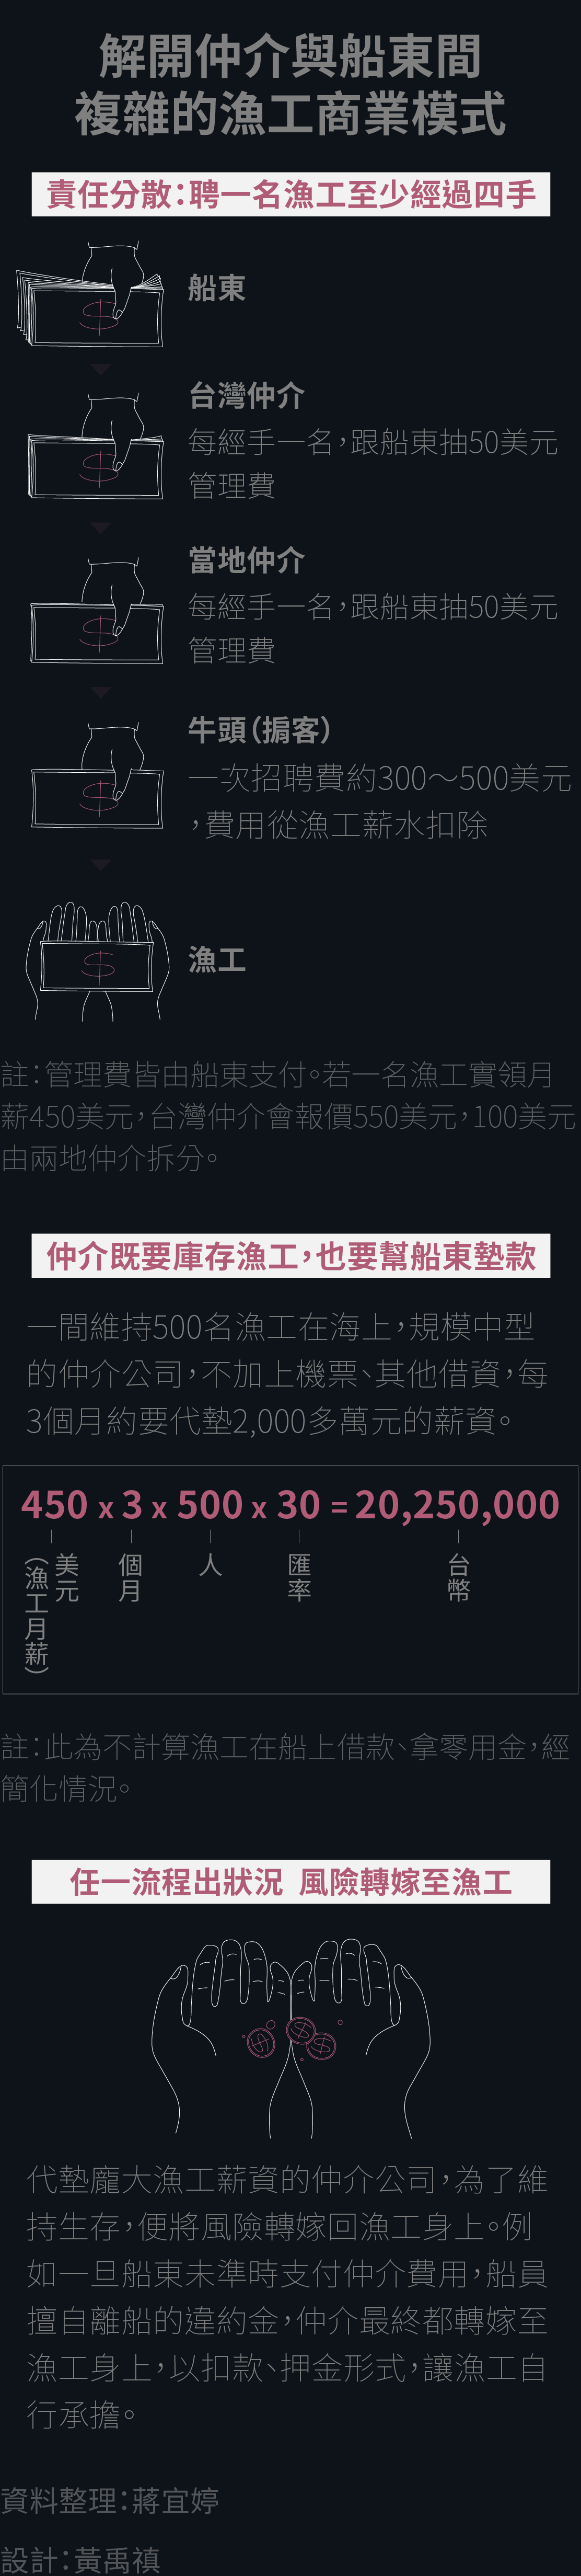 解開仲介與船東間
複雜的漁工商業模式
責任分散：聘一名漁工至少經過四手
船東
台灣仲介
每經手一名，跟船東抽50美元
管理費
當地仲介
每經手一名，跟船東抽50美元
管理費
牛頭（掮客）
一次招聘費約300～500美元
，費用從漁工薪水扣除
漁工
註：管理費皆由船東支付。若一名漁工實領月
薪450美元，台灣仲介會報價550美元，100美元
由兩地仲介拆分。
仲介既要庫存漁工，也要幫船東墊款
一間維持500名漁工在海上，規模中型
的仲介公司，不加上機票、其他借資，每
3個月約要代墊2,000多萬元的薪資。
450 x 3 x 500 x 30 = 20,250,000
美元
（漁工月薪）
個月
人
匯率
台幣
註：此為不計算漁工在船上借款、拿零用金，經
簡化情況。
任一流程出狀況 風險轉嫁至漁工
代墊龐大漁工薪資的仲介公司，為了維
持生存，便將風險轉嫁回漁工身上。例
如一旦船東未準時支付仲介費用，船員
擅自離船的違約金，仲介最終都轉嫁至
漁工身上，以扣款、押金形式，讓漁工自
行承擔。
資料整理：蔣宜婷
設計：黃禹禛